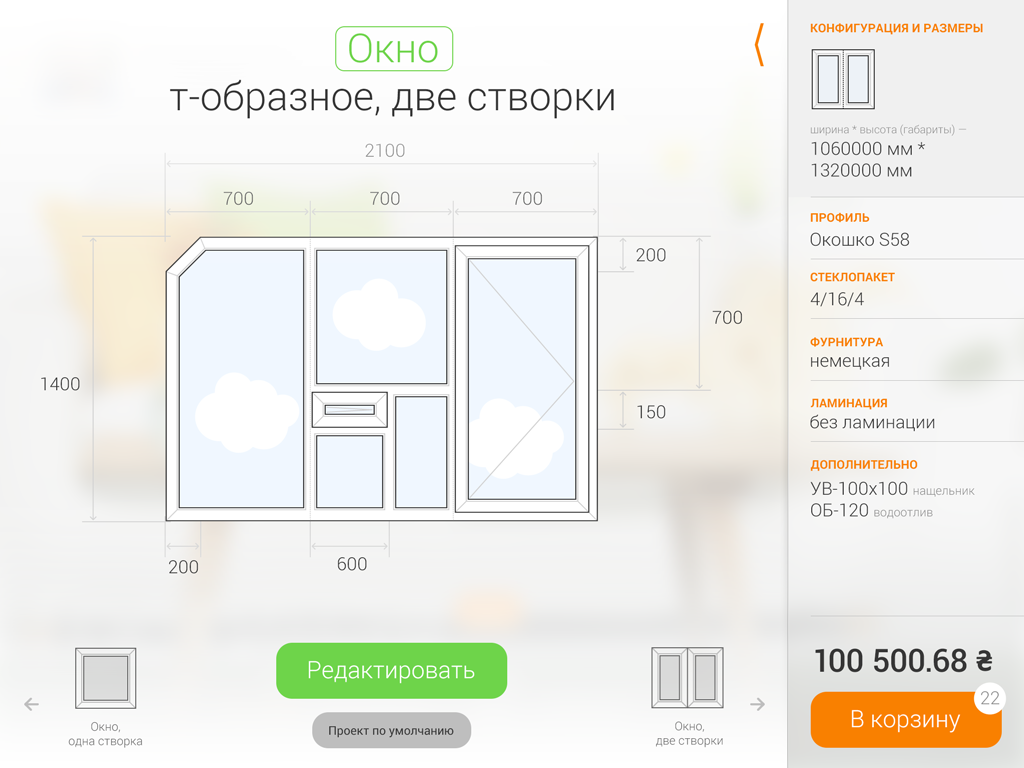 Окно
т-образное, две створки
2100
700
700
700
200
700
1400
150
200
600
Окно,
одна створка
Редактировать
Проект по умолчанию
Окно,
две створки
КОНФИГУРАЦИЯ И РАЗМЕРЫ
ширина * высота (габариты) —
1060000 мм *
1320000 мм
ПРОФИЛЬ
Окошко S58
СТЕКЛОПАКЕТ
4/16/4
ФУРНИТУРА
немецкая
ЛАМИНАЦИЯ
без ламинации
ДОПОЛНИТЕЛЬНО
УВ-100х100 нащельник
ОБ-120 водоотлив
100 500.68 ₴
22
В корзину